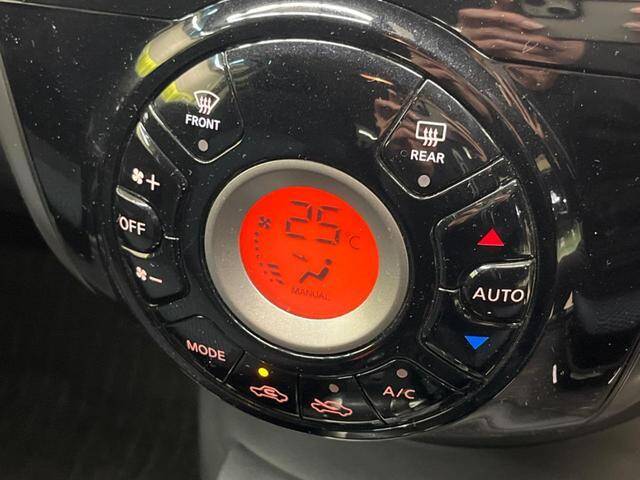 FRONT
REAR
+
OFF
-
25°C
MANUAL
AUTO
MODE
A/C